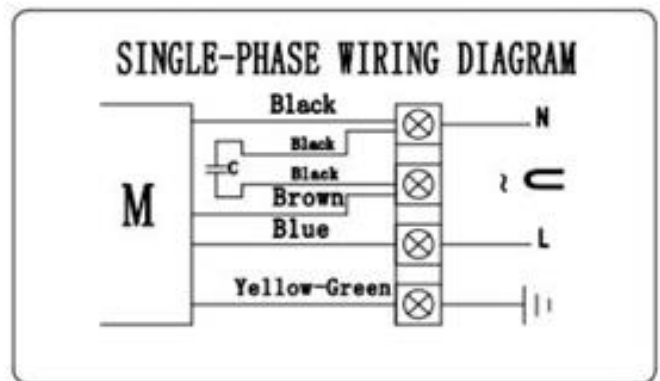 SINGLE-PHASE WIRING DIAGRAM
Black
N
Black
C
Black
~ U
Brown
M
Blue
L
Yellow-Green